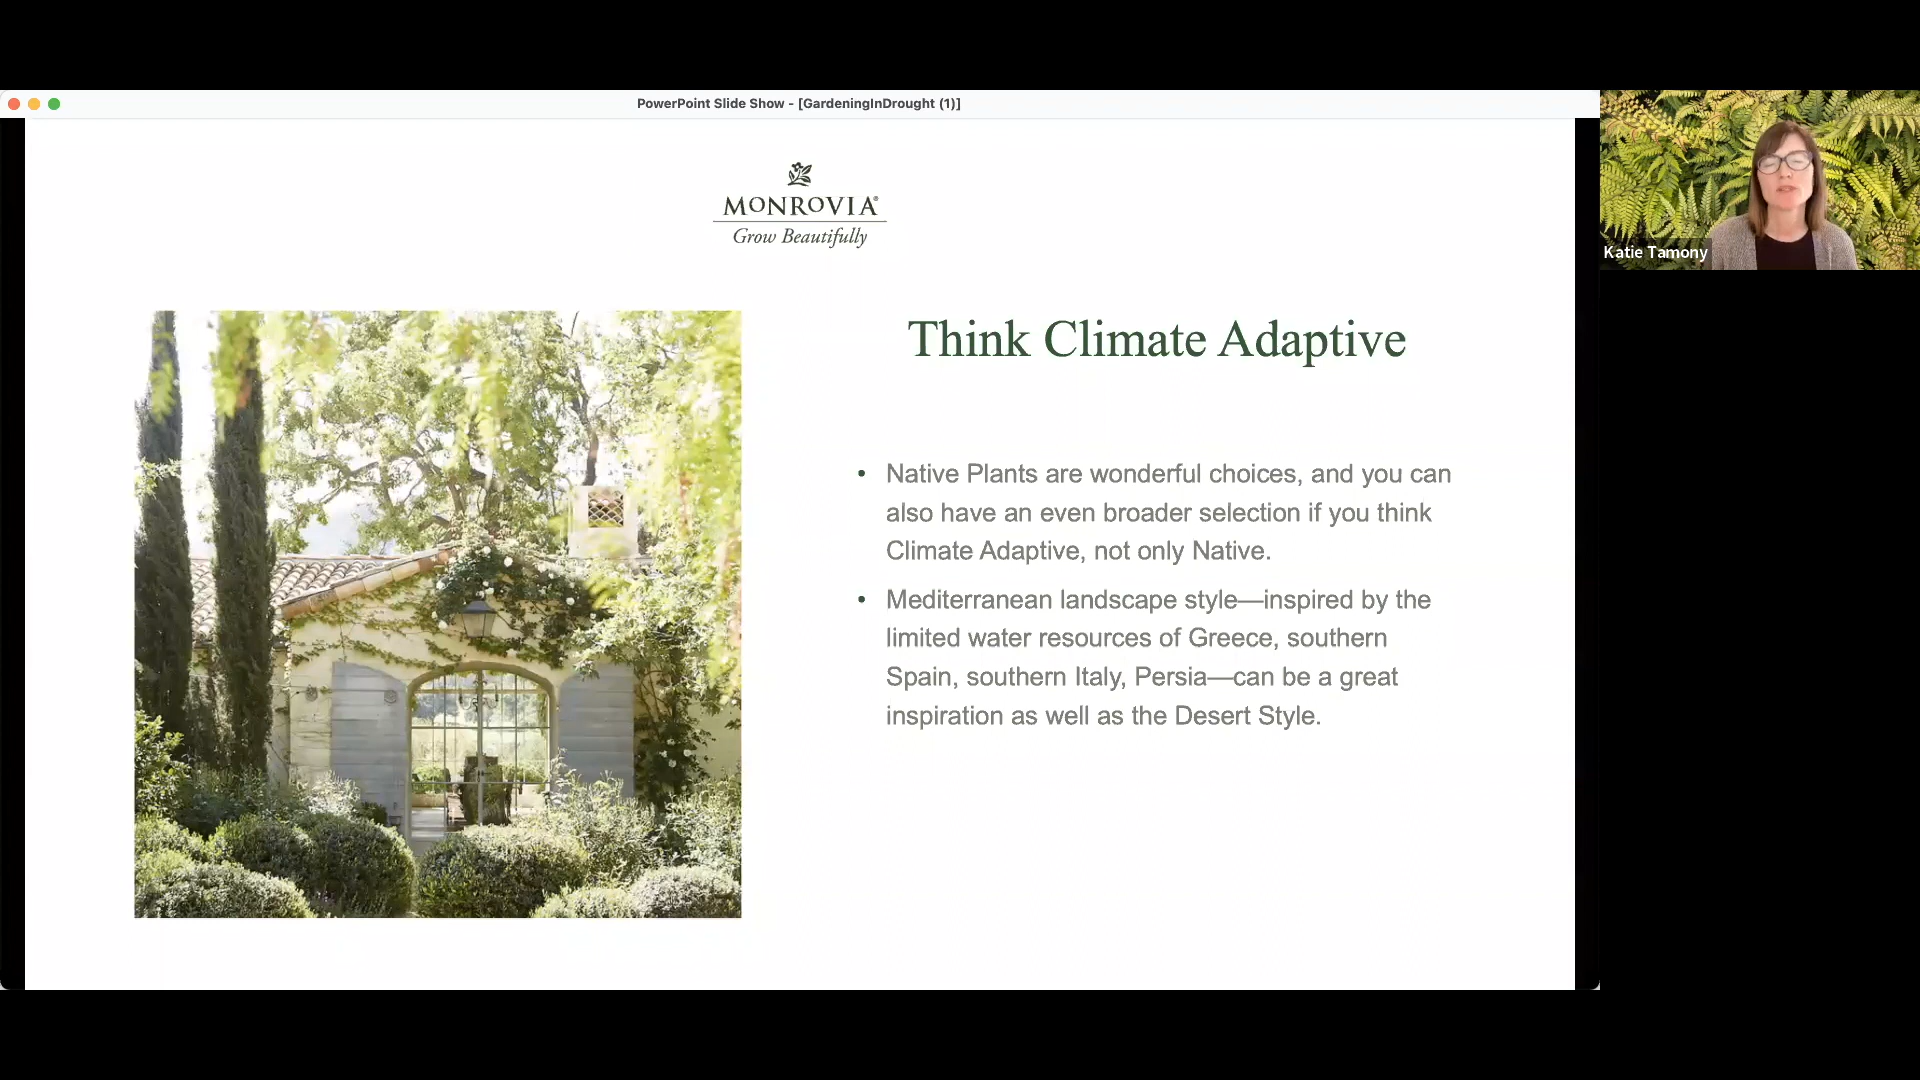 PowerPoint Slide Show - [GardeningInDrought (1)]
MONROVIA®
Grow Beautifully
Katie Tamony
Think Climate Adaptive
• Native Plants are wonderful choices, and you can
also have an even broader selection if you think
Climate Adaptive, not only Native.
• Mediterranean landscape style—inspired by the
limited water resources of Greece, southern
Spain, southern Italy, Persia—can be a great
inspiration as well as the Desert Style.